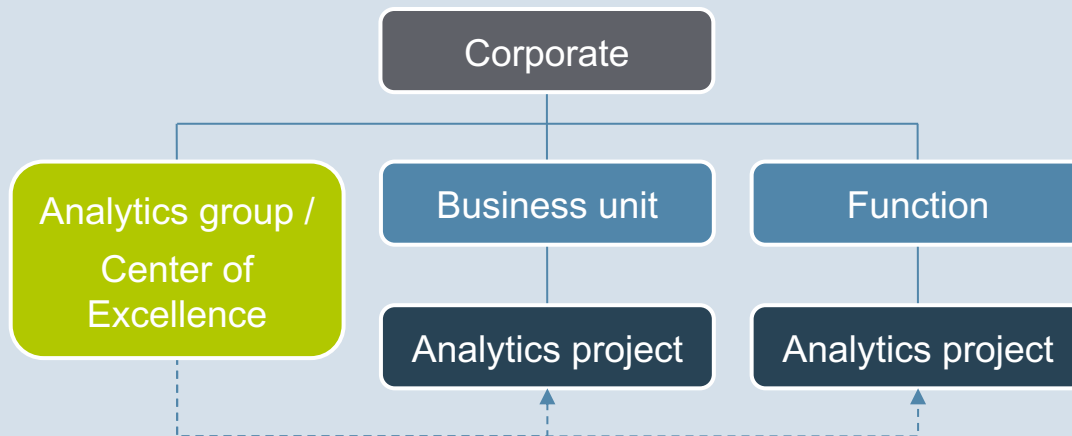 Corporate
Analytics group /
Center of
Excellence
Business unit
Function
Analytics project
Analytics project